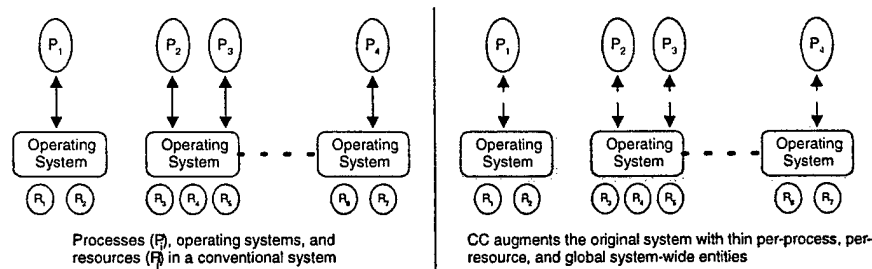 P₁
P₂ P₃
P₄
Operating
System
Operating
System
Operating
System
R₁ R₂
R₃ R₄ R₅
R₆ R₇
Processes (Pᵢ), operating systems, and
resources (Rᵢ) in a conventional system
P₁
P₂ P₃
P₄
Operating
System
Operating
System
Operating
System
R₁ R₂
R₃ R₄ R₅
R₆ R₇
CC augments the original system with thin per-process, per-
resource, and global system-wide entities